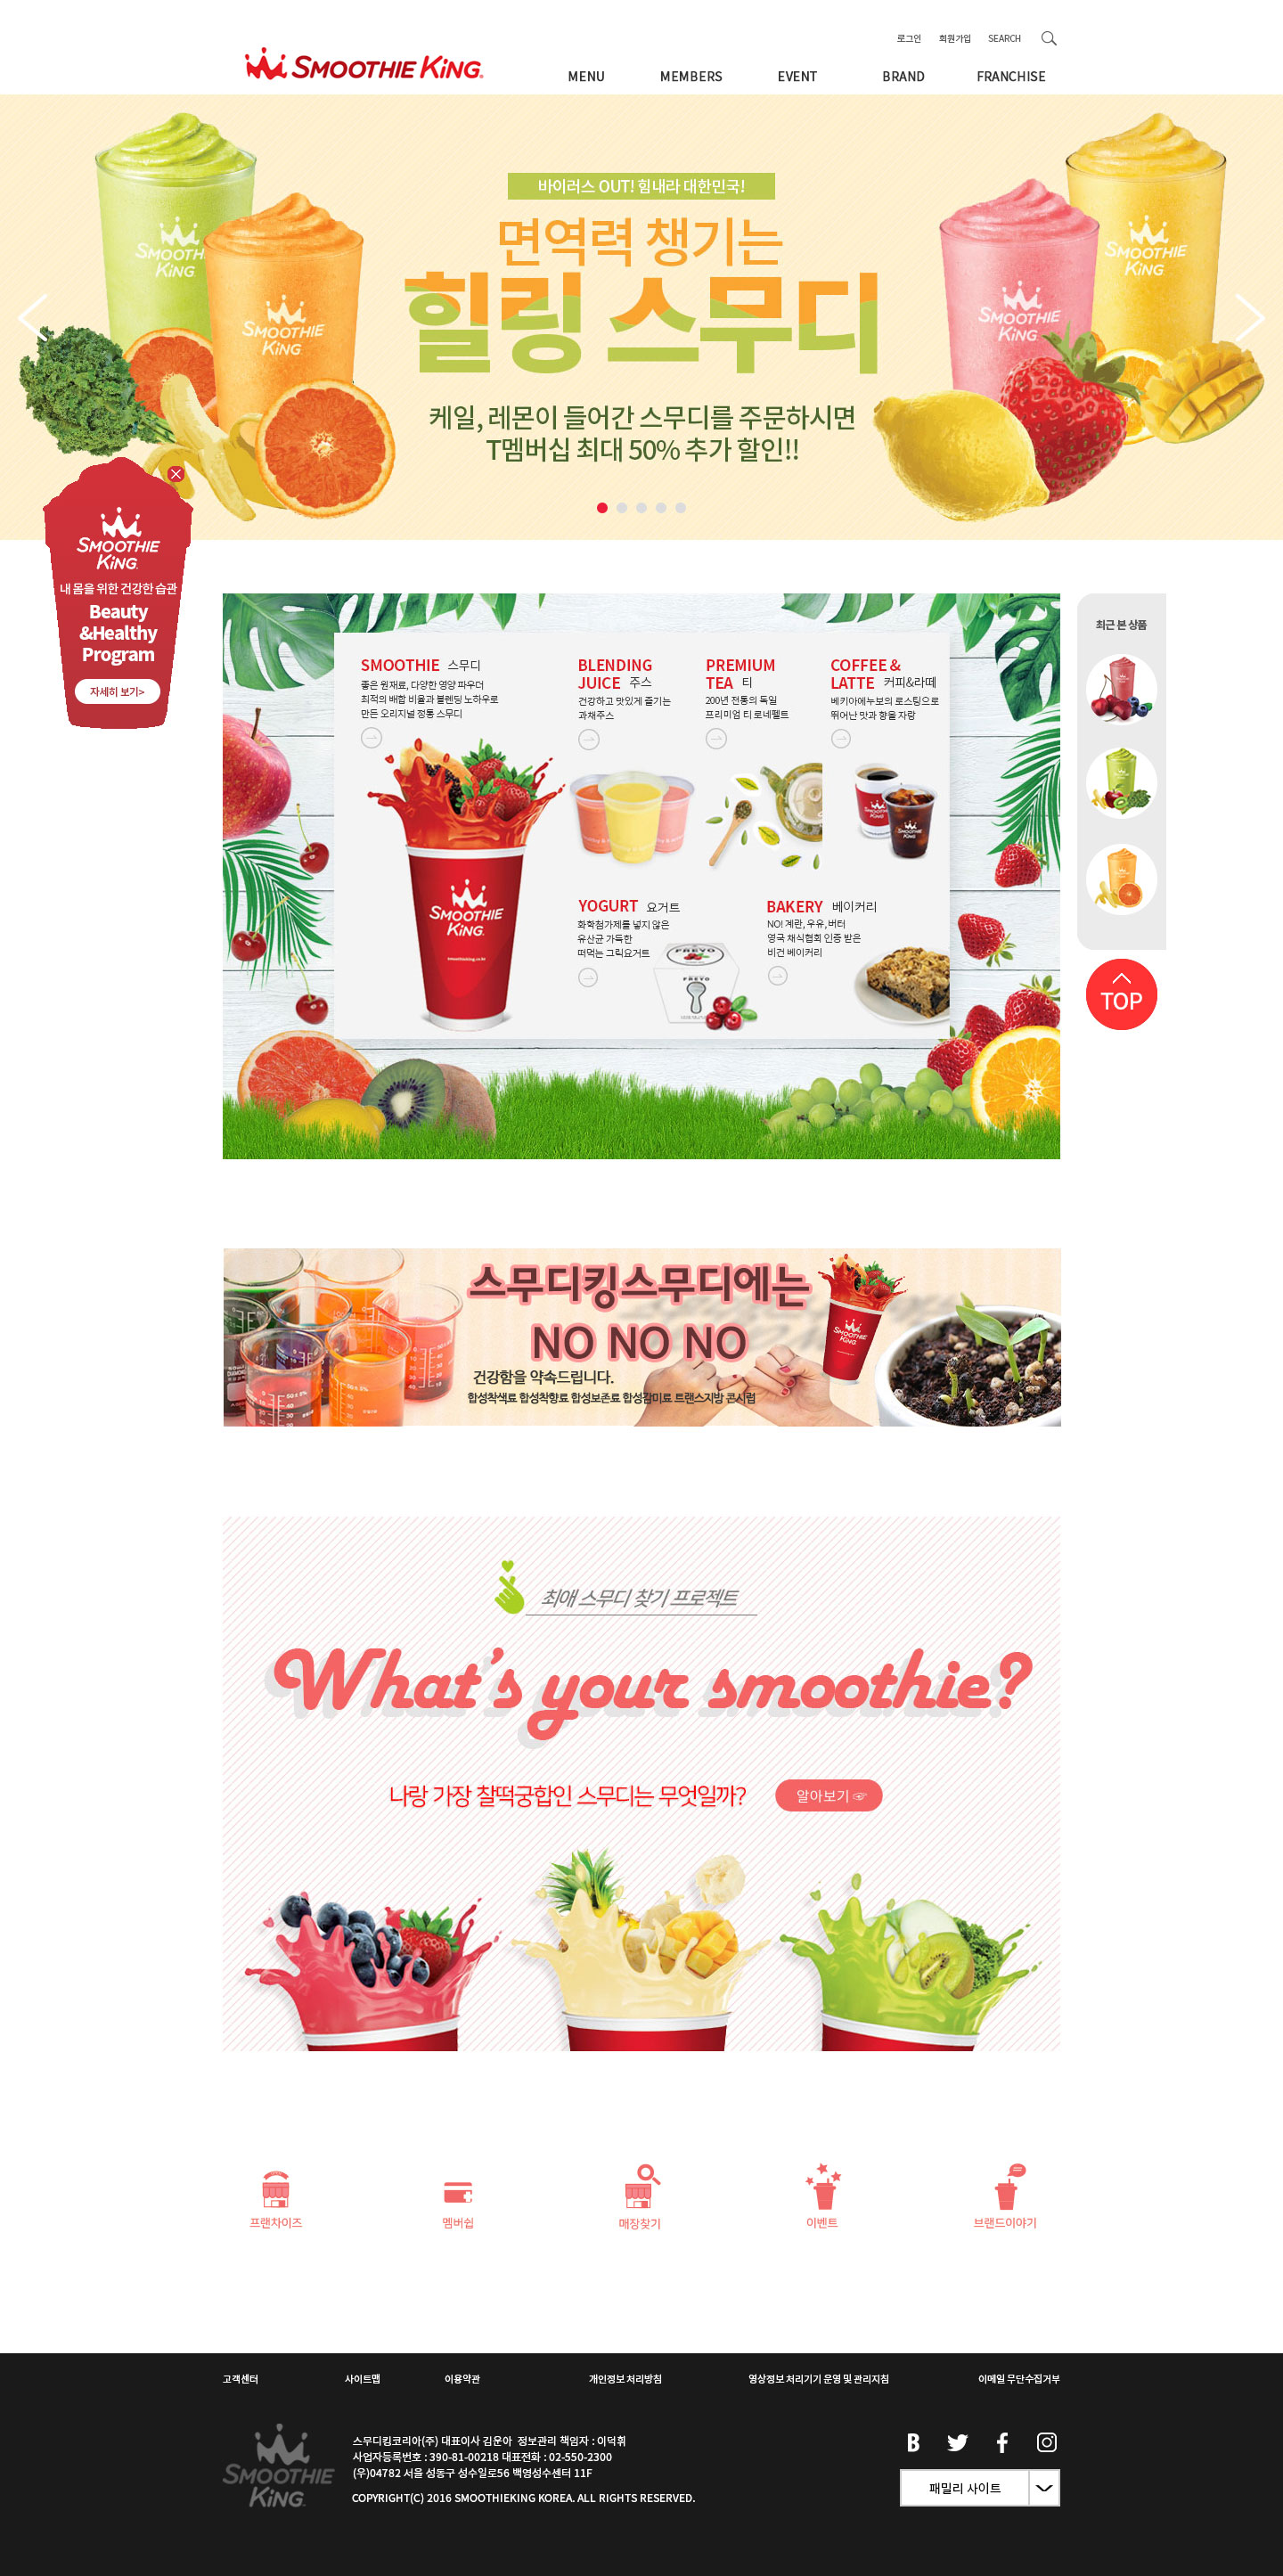 로그인 회원가입 SEARCH
SMOOTHIE KING
MENU MEMBERS EVENT BRAND FRANCHISE
바이러스 OUT! 힘내라 대한민국!
면역력 챙기는
힐링 스무디
케일, 레몬이 들어간 스무디를 주문하시면
T멤버십 최대 50% 추가 할인!!
SMOOTHIE
KING
SMOOTHIE
KING
SMOOTHIE
KING
SMOOTHIE
KING
SMOOTHIE
KING
내 몸을 위한 건강한 습관
Beauty
&Healthy
Program
자세히 보기>
SMOOTHIE 스무디
좋은 원재료, 다양한 영양 파우더
최적의 배합 비율과 블렌딩 노하우로
만든 오리지널 정통 스무디
BLENDING
JUICE 주스
건강하고 맛있게 즐기는
과채주스
PREMIUM
TEA 티
200년 전통의 독일
프리미엄 티 로네펠트
COFFEE &
LATTE 커피&라떼
베키아에누보의 로스팅으로
뛰어난 맛과 향을 자랑
SMOOTHIE
KING
YOGURT 요거트
화학첨가제를 넣지 않은
유산균 가득한
떠먹는 그릭요거트
FREYO
FREYO
BAKERY 베이커리
NO! 계란, 우유, 버터
영국 채식협회 인증 받은
비건 베이커리
최근 본 상품
TOP
스무디킹스무디에는
NO NO NO
건강함을 약속드립니다.
합성착색료 합성착향료 합성보존료 합성감미료 트랜스지방 콘시럽
SMOOTHIE
KING
최애 스무디 찾기 프로젝트
What's your smoothie?
나랑 가장 찰떡궁합인 스무디는 무엇일까?
알아보기 ☞
프랜차이즈 멤버쉽 매장찾기 이벤트 브랜드이야기
고객센터 사이트맵 이용약관 개인정보 처리방침 영상정보 처리기기 운영 및 관리지침 이메일 무단수집거부
SMOOTHIE
KING
스무디킴코리아(주) 대표이사 김운아 정보관리 책임자 : 이덕휘
사업자등록번호 : 390-81-00218 대표전화 : 02-550-2300
(우)04782 서울 성동구 성수일로56 백영성수센터 11F
COPYRIGHT(C) 2016 SMOOTHIEKING KOREA. ALL RIGHTS RESERVED.
패밀리 사이트